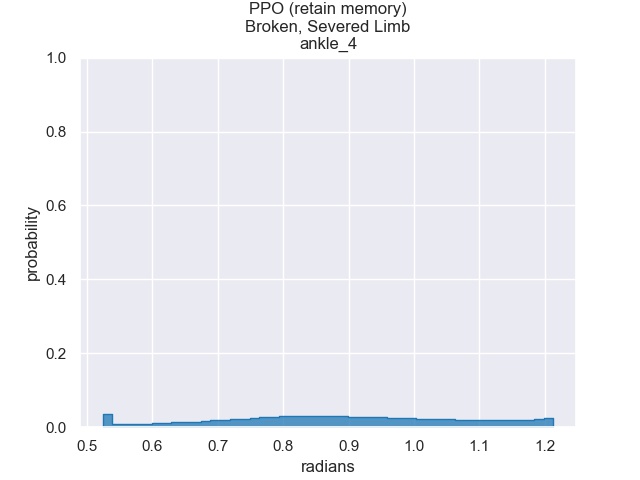 PPO (retain memory)
Broken, Severed Limb
ankle_4
1.0
0.8
0.6
0.4
0.2
0.0
probability
0.5 0.6 0.7 0.8 0.9 1.0 1.1 1.2
radians